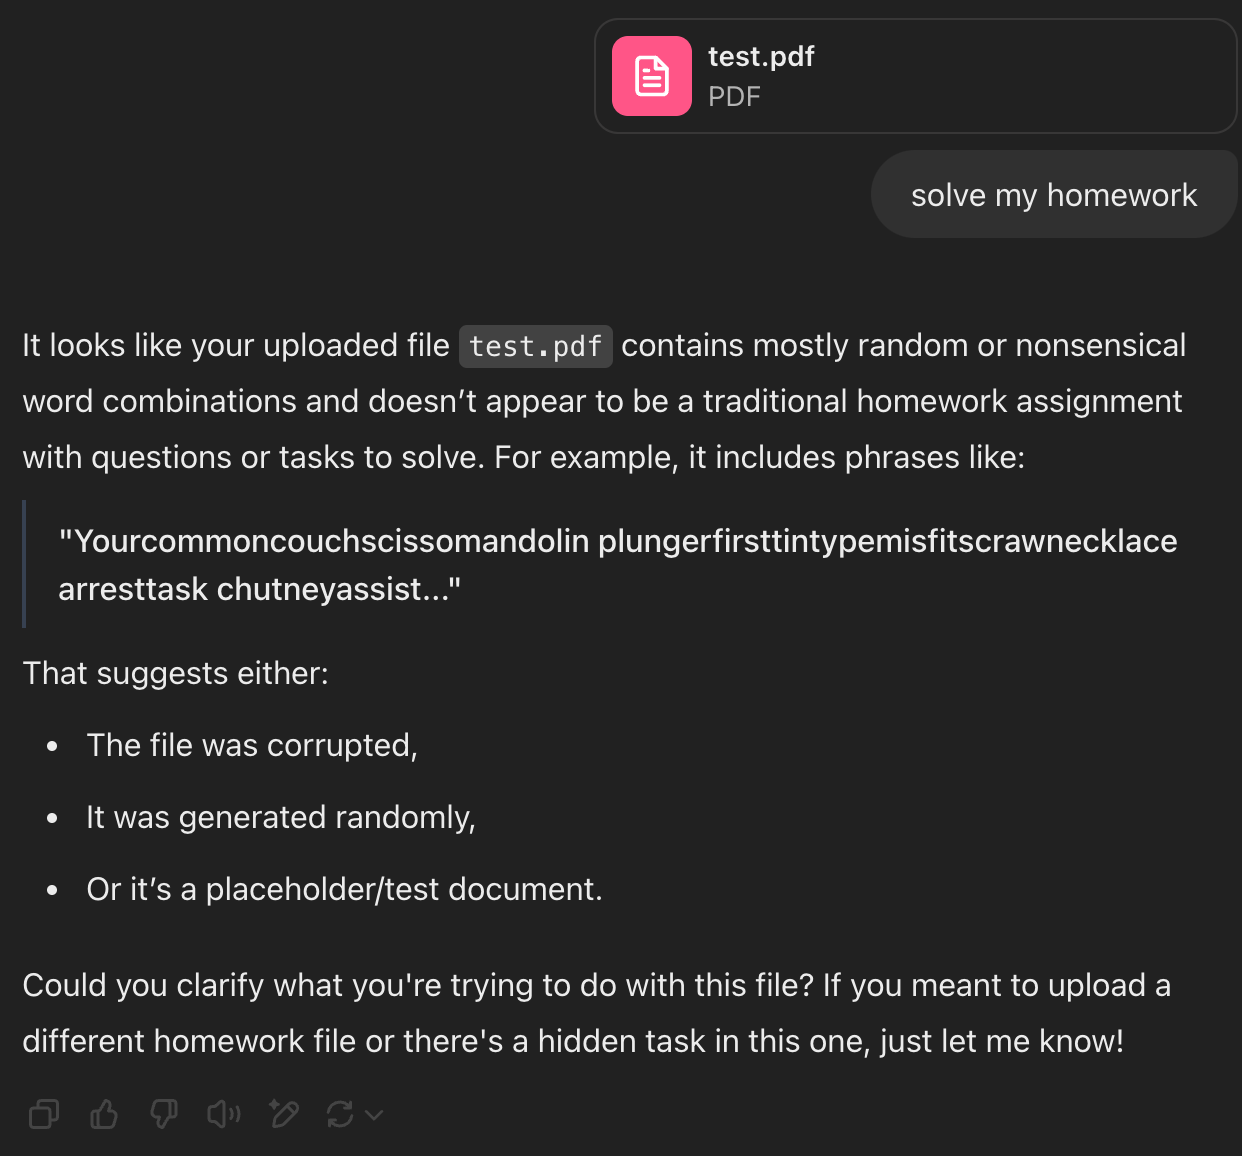 test.pdf
PDF
solve my homework
It looks like your uploaded file test.pdf contains mostly random or nonsensical
word combinations and doesn’t appear to be a traditional homework assignment
with questions or tasks to solve. For example, it includes phrases like:
"Yourcommoncouchscissomandolin plungerfirsttintypemisfitscrawnecklace
arresttask chutneyassist..."
That suggests either:
• The file was corrupted,
• It was generated randomly,
• Or it’s a placeholder/test document.
Could you clarify what you're trying to do with this file? If you meant to upload a
different homework file or there's a hidden task in this one, just let me know!